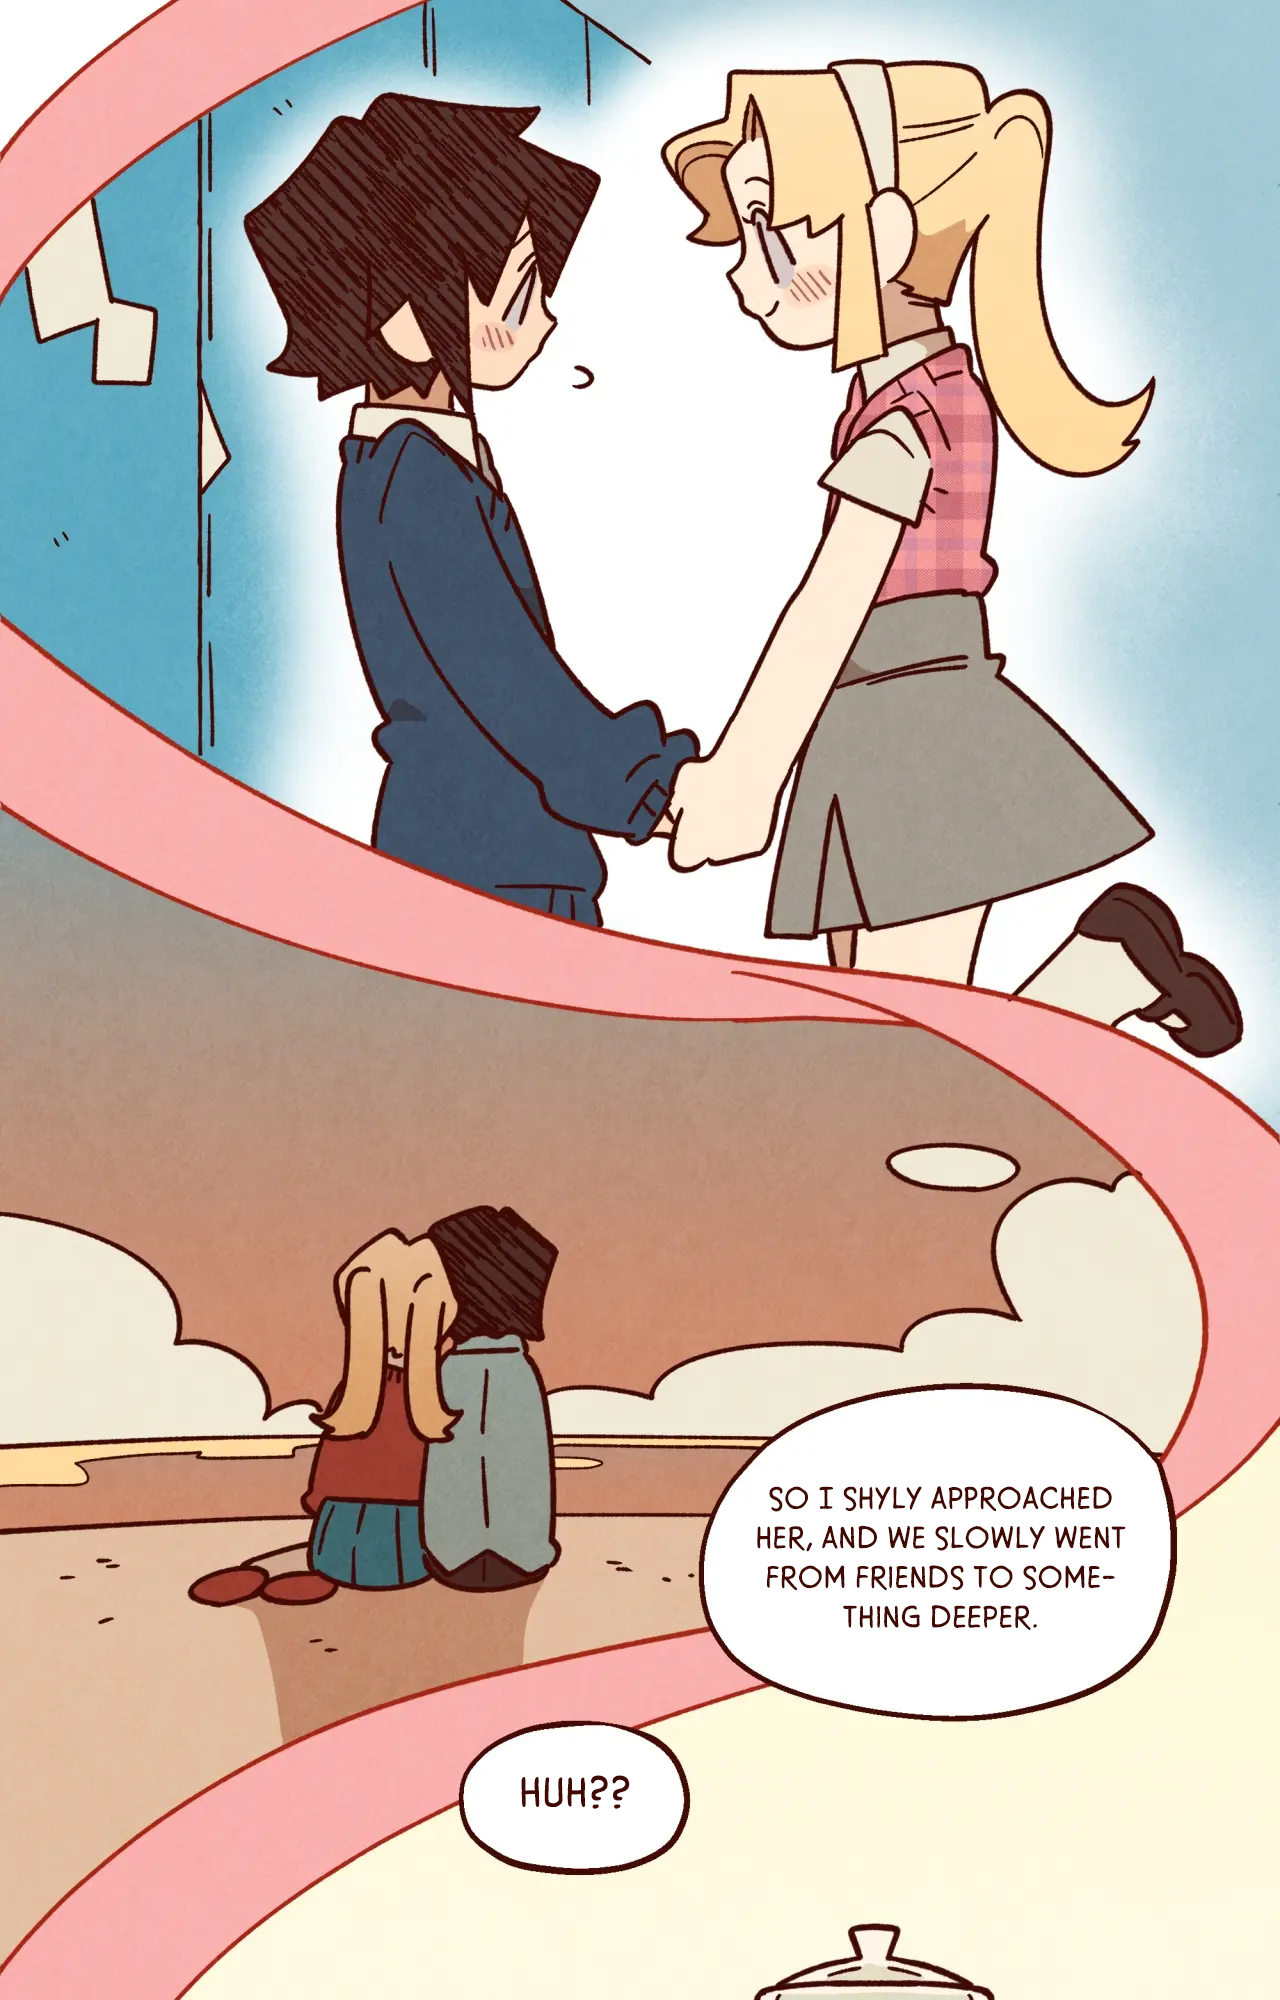 SO I SHYLY APPROACHED
HER, AND WE SLOWLY WENT
FROM FRIENDS TO SOME-
THING DEEPER.
HUH??